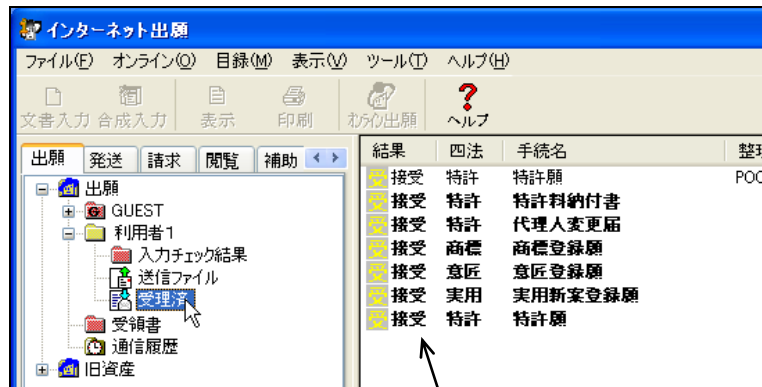 インターネット出願
ファイル(F) オンライン(O) 目録(M) 表示(V) ツール(T) ヘルプ(H)
文書入力 合成入力 表示 印刷 オンライン出願 ヘルプ
出願 発送 請求 閲覧 補助
出願
GUEST
利用者1
入力チェック結果
送信ファイル
受理済
受領書
通信履歴
旧資産
結果 四法 手続名 整理
受 接受 特許 特許願 POC
受 接受 特許 特許料納付書
受 接受 特許 代理人変更届
受 接受 商標 商標登録願
受 接受 意匠 意匠登録願
受 接受 実用 実用新案登録願
受 接受 特許 特許願